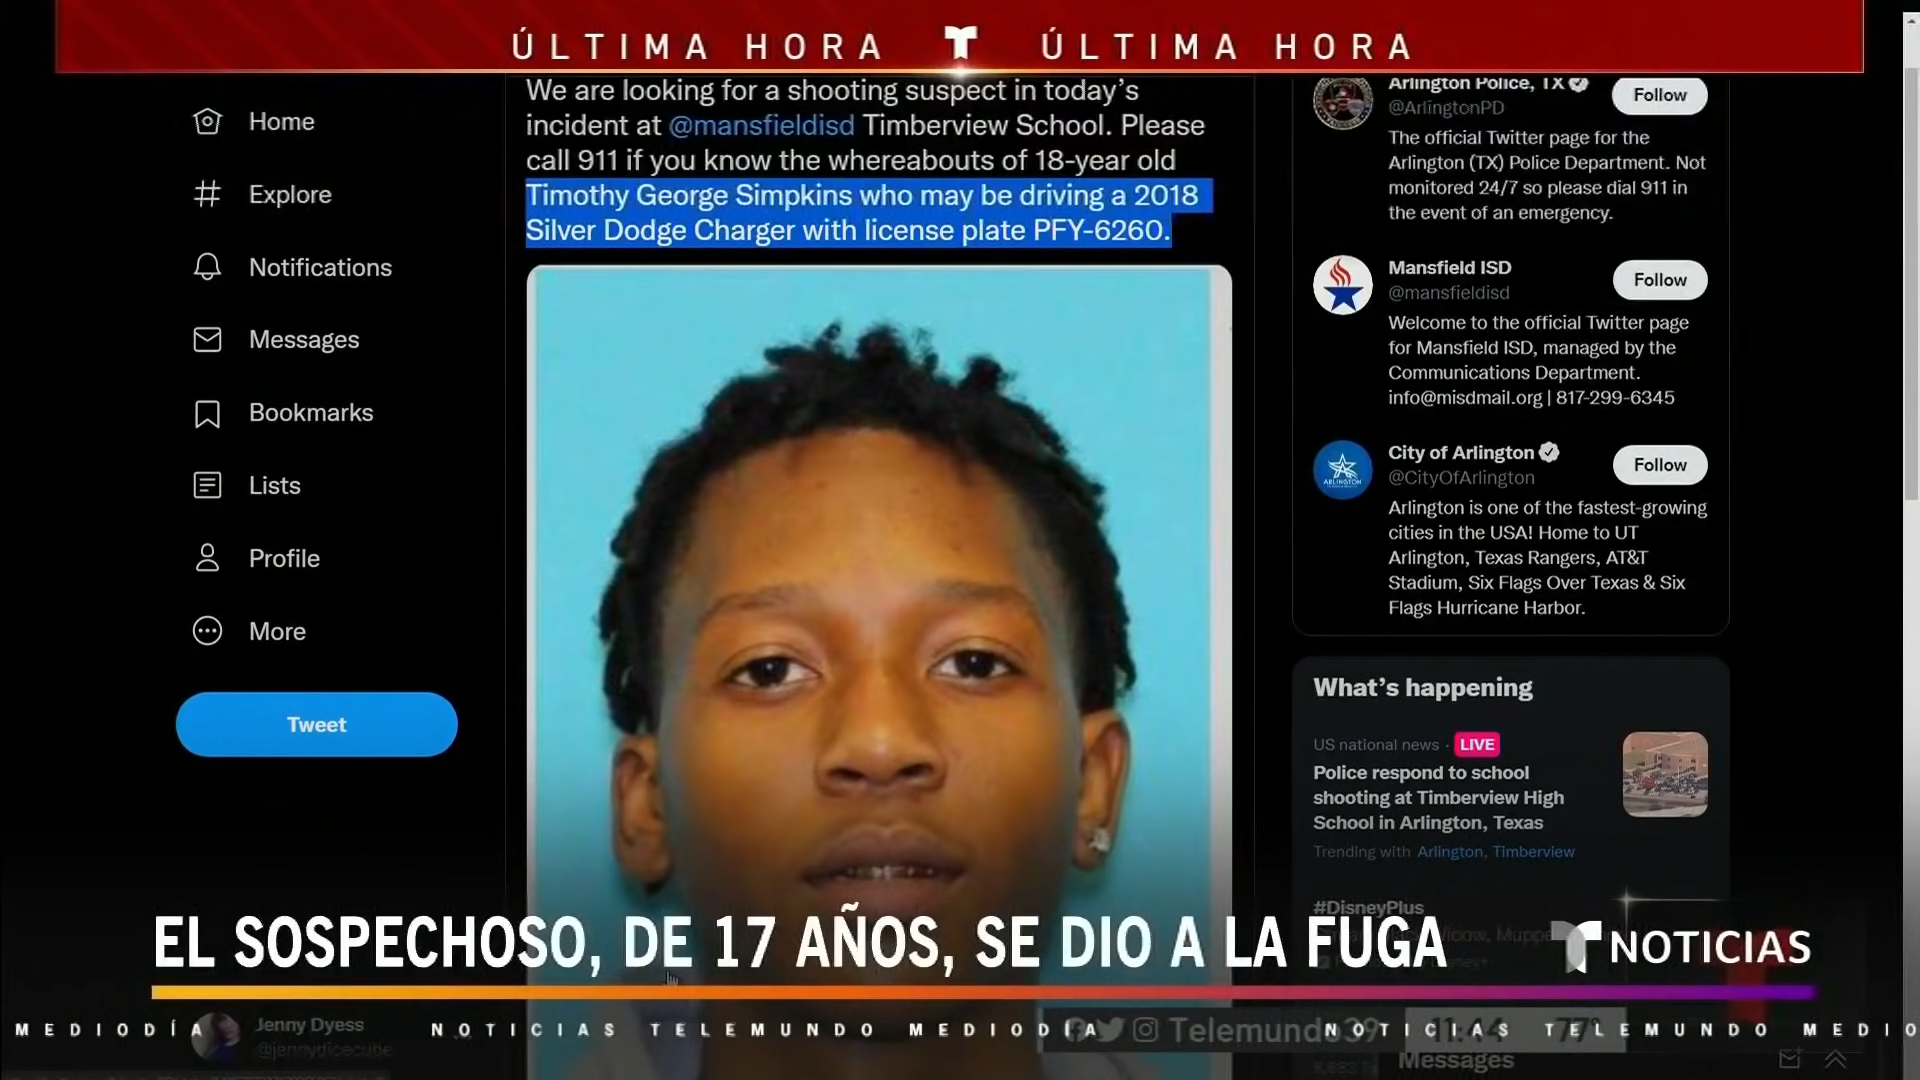 ÚLTIMA HORA T ÚLTIMA HORA
Home
Explore
Notifications
Messages
Bookmarks
Lists
Profile
More
Tweet
We are looking for a shooting suspect in today’s
incident at @mansfieldisd Timberview School. Please
call 911 if you know the whereabouts of 18-year old
Timothy George Simpkins who may be driving a 2018
Silver Dodge Charger with license plate PFY-6260.
Arlington Police, TX
@ArlingtonPD
Follow
The official Twitter page for the
Arlington (TX) Police Department. Not
monitored 24/7 so please dial 911 in
the event of an emergency.
Mansfield ISD
@mansfieldisd
Follow
Welcome to the official Twitter page
for Mansfield ISD, managed by the
Communications Department.
info@misdmail.org | 817-299-6345
City of Arlington
@CityOfArlington
Follow
ARLINGTON
Arlington is one of the fastest-growing
cities in the USA! Home to UT
Arlington, Texas Rangers, AT&T
Stadium, Six Flags Over Texas & Six
Flags Hurricane Harbor.
What’s happening
US national news · LIVE
Police respond to school
shooting at Timberview High
School in Arlington, Texas
Trending with Arlington, Timberview
#DisneyPlus
EL SOSPECHOSO, DE 17 AÑOS, SE DIO A LA FUGA
T NOTICIAS
Jenny Dyess
@jennydicecube
MEDIODÍA NOTICIAS TELEMUNDO MEDIODÍA NOTICIAS TELEMUNDO MEDIO
Telemundo39 11:44 77°
Messages